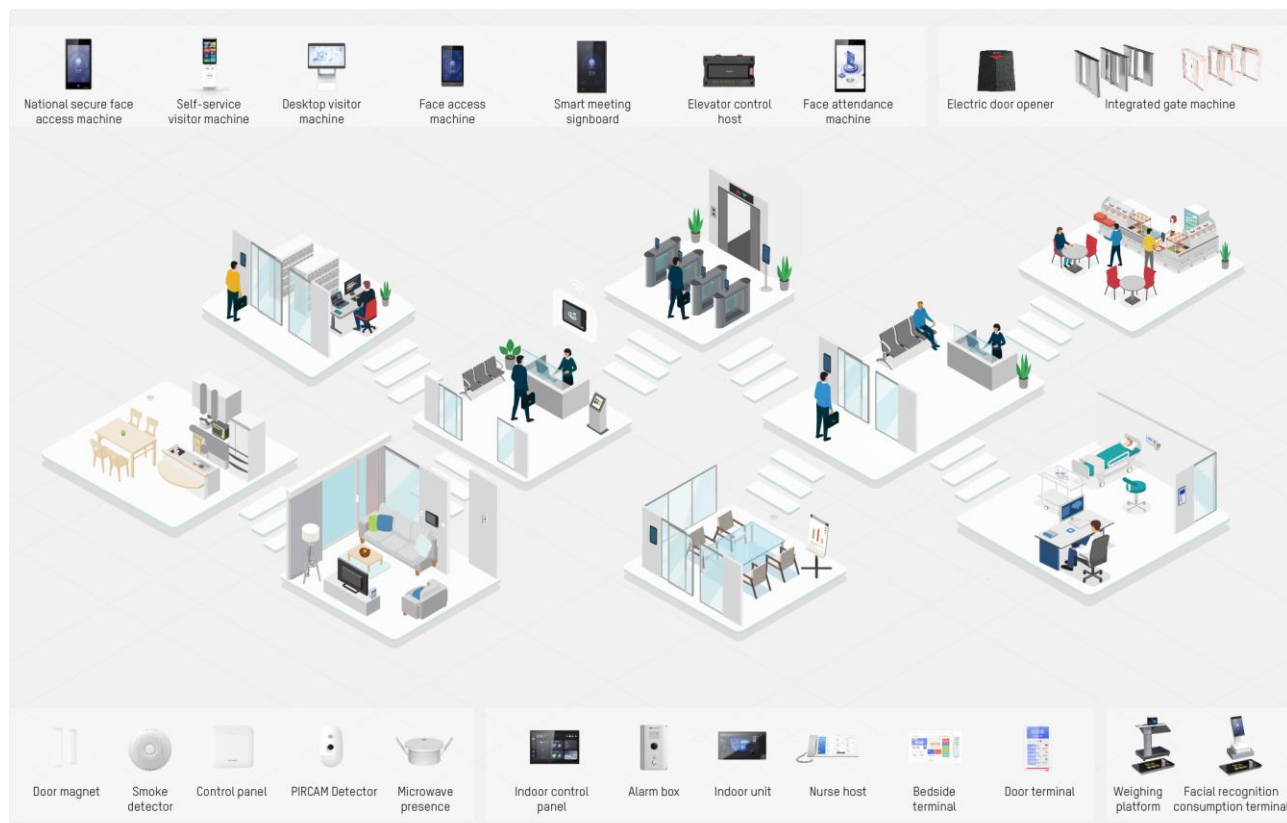 National secure face
access machine
Self-service
visitor machine
Desktop visitor
machine
Face access
machine
Smart meeting
signboard
Elevator control
host
Face attendance
machine
Electric door opener
Integrated gate machine
Door magnet
Smoke
detector
Control panel
PIRCAM Detector
Microwave
presence
Indoor control
panel
Alarm box
Indoor unit
Nurse host
Bedside
terminal
Door terminal
Weighing
platform
Facial recognition
consumption terminal